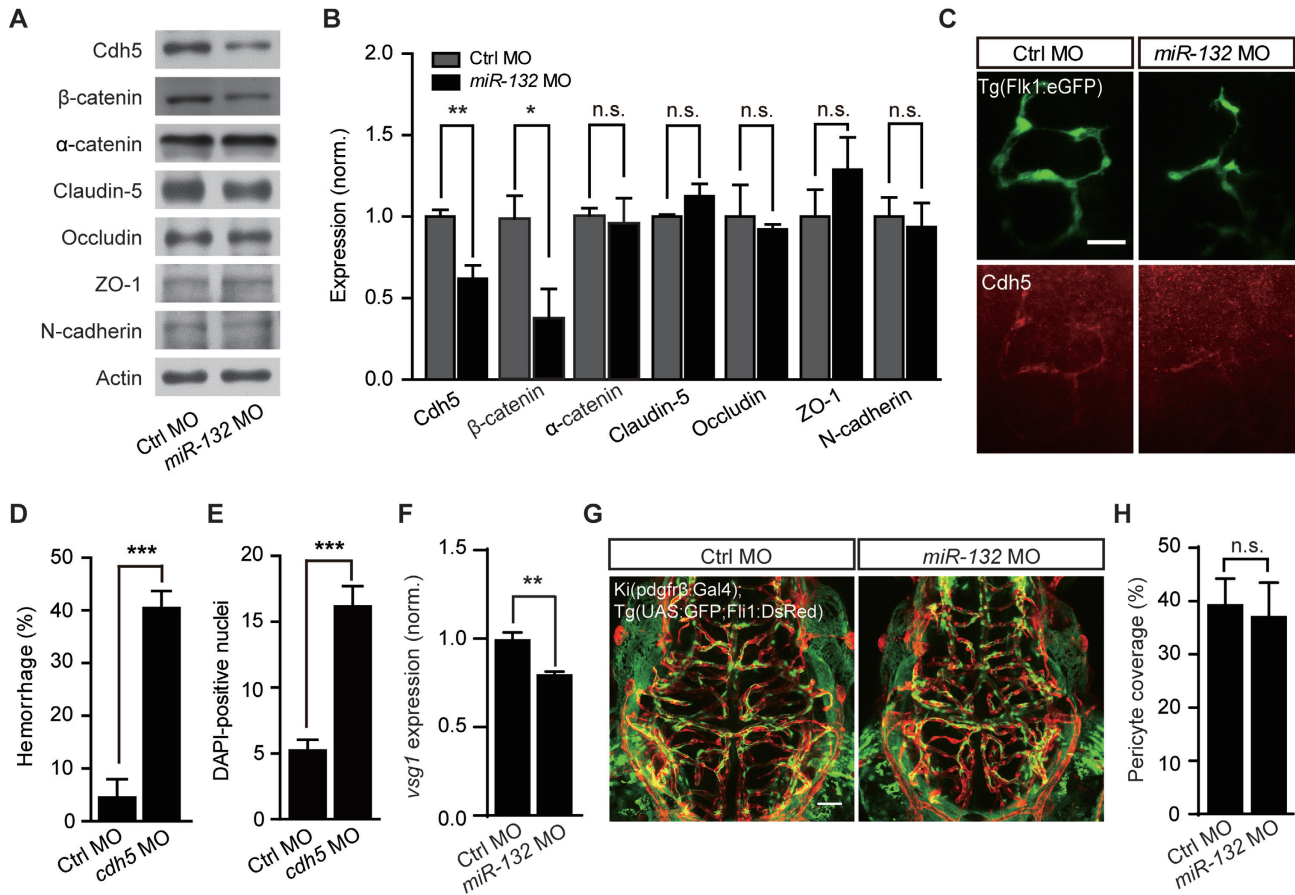 A
Cdh5
β-catenin
α-catenin
Claudin-5
Occludin
ZO-1
N-cadherin
Actin
Ctrl MO
miR-132 MO
B
Ctrl MO
miR-132 MO
Expression (norm.)
2.0
1.5
1.0
0.5
0.0
**
*
n.s.
n.s.
n.s.
n.s.
n.s.
Cdh5
β-catenin
α-catenin
Claudin-5
Occludin
ZO-1
N-cadherin
C
Ctrl MO
miR-132 MO
Tg(Flk1:eGFP)
Cdh5
D
Hemorrhage (%)
50
40
30
20
10
0
***
Ctrl MO
cdh5 MO
E
DAPI-positive nuclei
20
15
10
5
0
***
Ctrl MO
cdh5 MO
F
vsg1 expression (norm.)
1.5
1.0
0.5
0.0
**
Ctrl MO
miR-132 MO
G
Ctrl MO
miR-132 MO
Ki(pdgfrβ:Gal4);
Tg(UAS:GFP;Fli1:DsRed)
H
Pericyte coverage (%)
50
40
30
20
10
0
n.s.
Ctrl MO
miR-132 MO